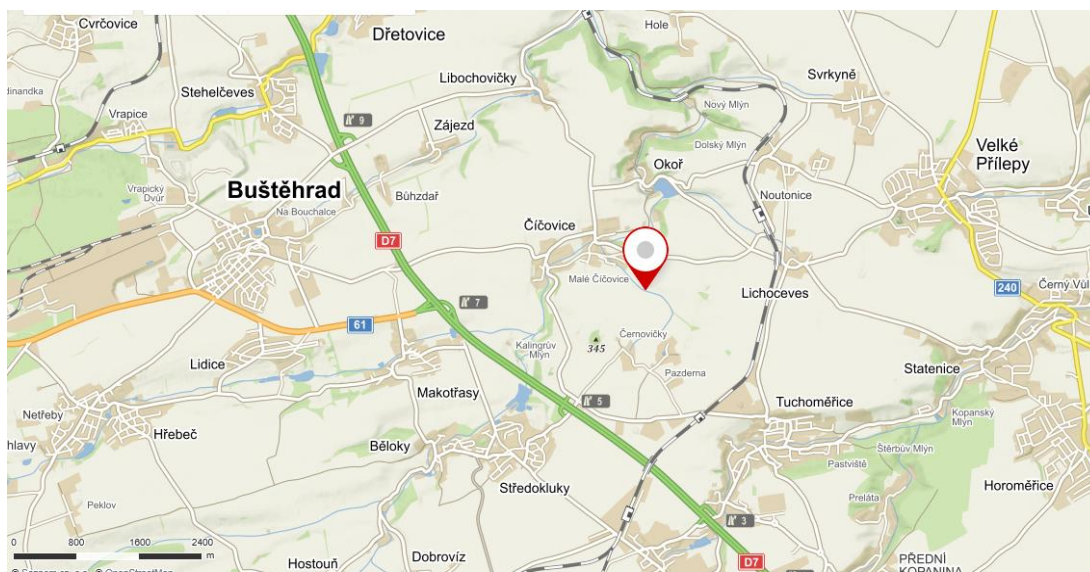 Cvrčovice
Dřetovice
Hole
Stehelčeves
Libochovičky
Svrkyně
Vrapice
9
Zájezd
Nový Mlýn
Dolský Mlýn
Velké
Přílepy
Okoř
Buštěhrad
Vrapický
Dvůr
Bůhzdař
Noutonice
Na Bouchalce
Číčovice
D7
Malé Číčovice
Lichoceves
240
Černý Vůl
7
61
Černovičky
345
Kalingrův
Mlýn
Lidice
Pazderna
Statenice
Makotřasy
5
Tuchoměřice
Netřeby
Hřebeč
Kopanský
Mlýn
Běloky
Štěrbův Mlýn
Pastviště
Středokluky
Horoměřice
Peklov
Preláta
3
0 800 1600 2400
m
Hostouň
Dobrovíz
D7
PŘEDNÍ
KOPANINA